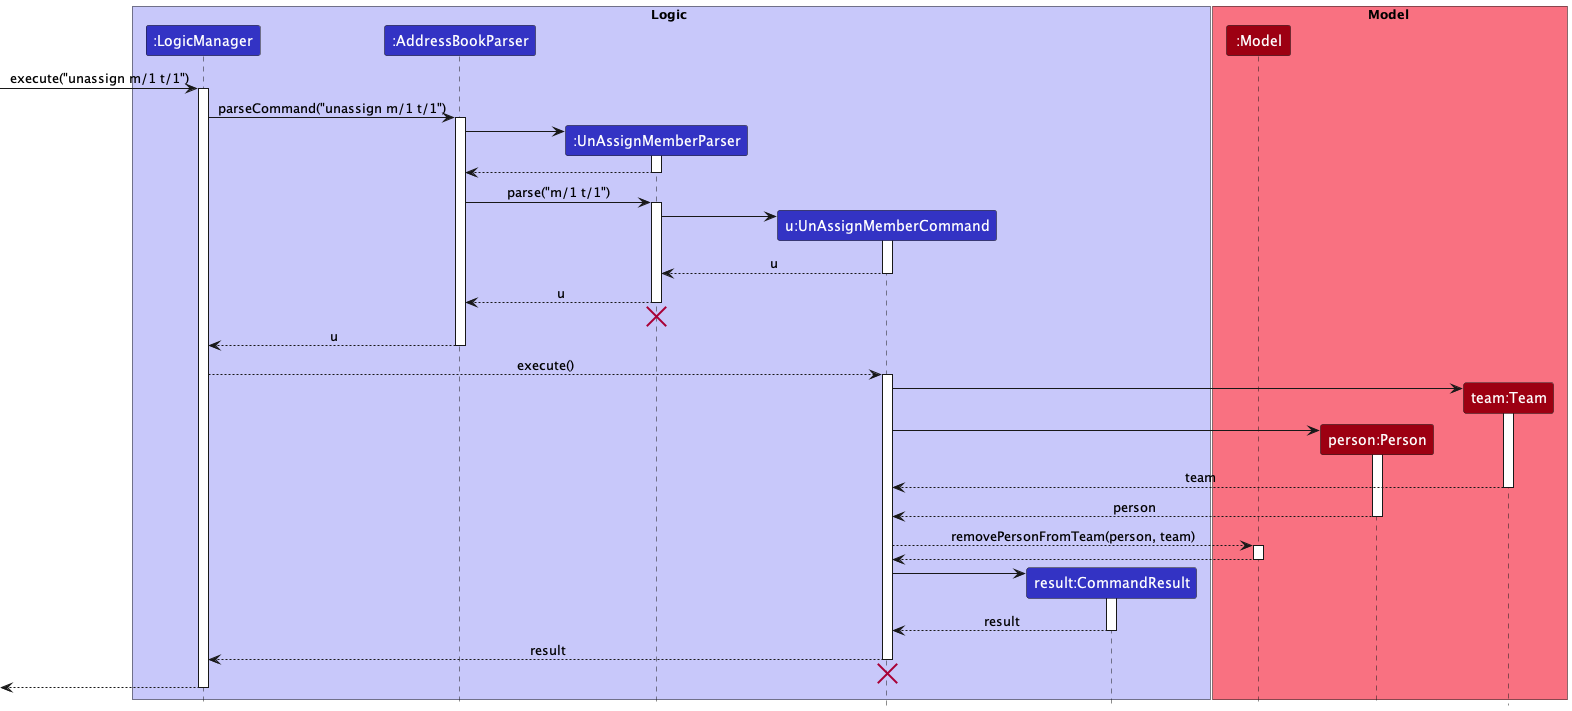 Logic
Model
:LogicManager
:AddressBookParser
:Model
execute("unassign m/1 t/1")
parseCommand("unassign m/1 t/1")
:UnAssignMemberParser
parse("m/1 t/1")
u:UnAssignMemberCommand
u
u
u
execute()
team:Team
person:Person
team
person
removePersonFromTeam(person, team)
result:CommandResult
result
result